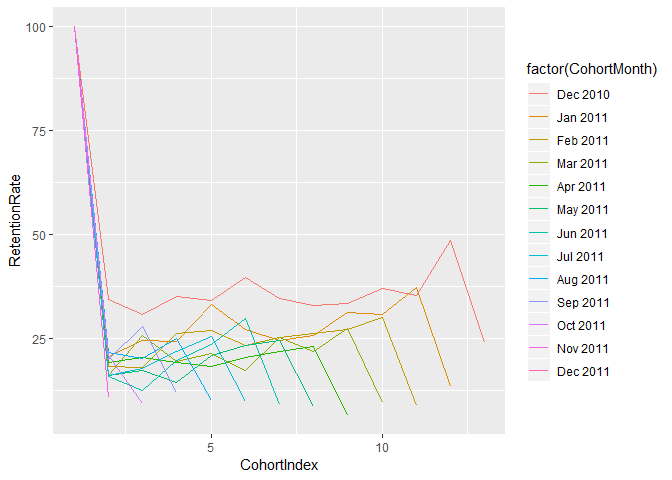 100
75
50
25
RetentionRate
5
10
CohortIndex
factor(CohortMonth)
Dec 2010
Jan 2011
Feb 2011
Mar 2011
Apr 2011
May 2011
Jun 2011
Jul 2011
Aug 2011
Sep 2011
Oct 2011
Nov 2011
Dec 2011